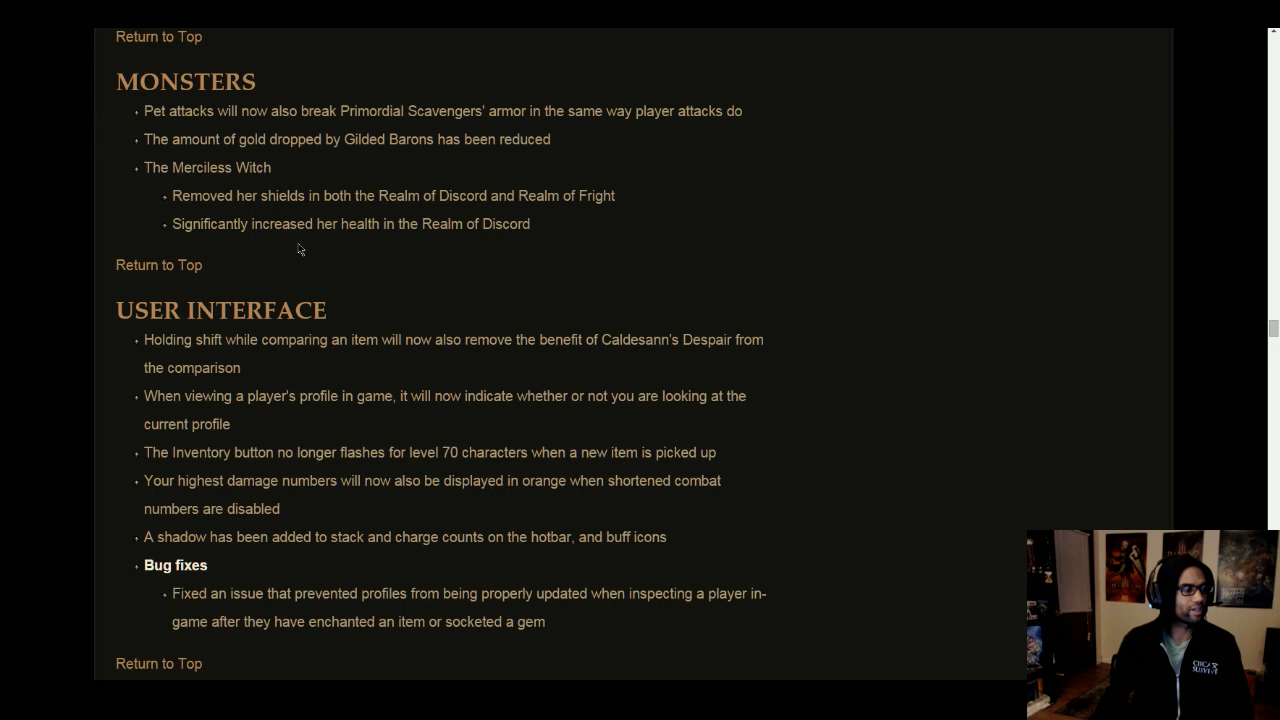 Return to Top
MONSTERS
Pet attacks will now also break Primordial Scavengers' armor in the same way player attacks do
The amount of gold dropped by Gilded Barons has been reduced
The Merciless Witch
Removed her shields in both the Realm of Discord and Realm of Fright
Significantly increased her health in the Realm of Discord
Return to Top
USER INTERFACE
Holding shift while comparing an item will now also remove the benefit of Caldesann's Despair from
the comparison
When viewing a player's profile in game, it will now indicate whether or not you are looking at the
current profile
The Inventory button no longer flashes for level 70 characters when a new item is picked up
Your highest damage numbers will now also be displayed in orange when shortened combat
numbers are disabled
A shadow has been added to stack and charge counts on the hotbar, and buff icons
Bug fixes
Fixed an issue that prevented profiles from being properly updated when inspecting a player in-
game after they have enchanted an item or socketed a gem
Return to Top